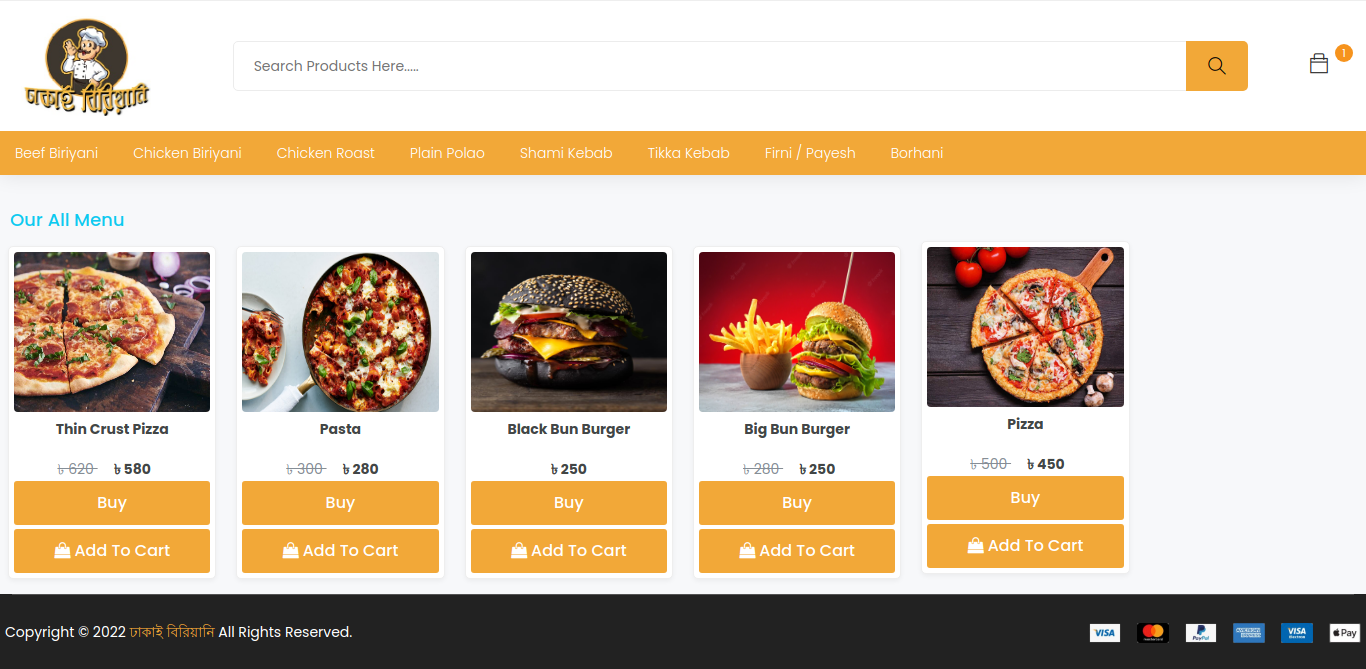 ঢাকাই বিরিয়ানি
Search Products Here.....
1
Beef Biriyani Chicken Biriyani Chicken Roast Plain Polao Shami Kebab Tikka Kebab Firni / Payesh Borhani
Our All Menu
Thin Crust Pizza Pasta Black Bun Burger Big Bun Burger Pizza
৳ 620 ৳ 580 ৳ 300 ৳ 280 ৳ 250 ৳ 280 ৳ 250 ৳ 500 ৳ 450
Buy Buy Buy Buy Buy
Add To Cart Add To Cart Add To Cart Add To Cart Add To Cart
Copyright © 2022 ঢাকাই বিরিয়ানি All Rights Reserved.
VISA PayPal VISA Pay